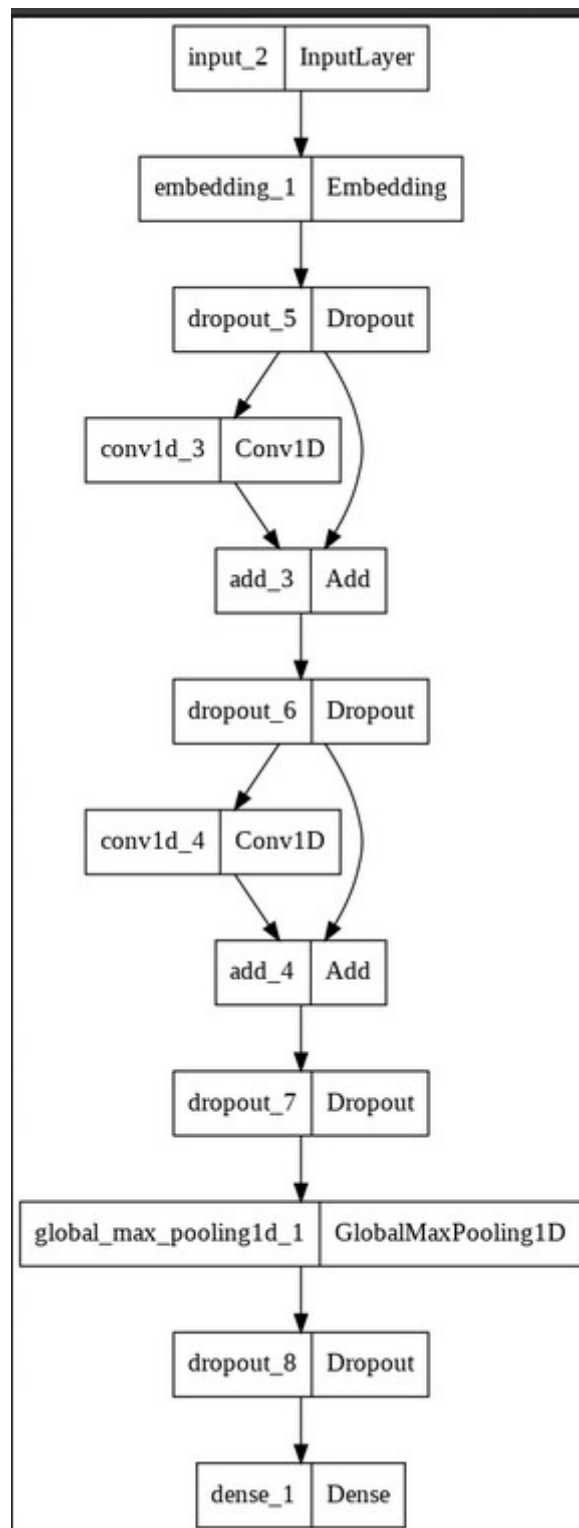 input_2 InputLayer
embedding_1 Embedding
dropout_5 Dropout
conv1d_3 Conv1D
add_3 Add
dropout_6 Dropout
conv1d_4 Conv1D
add_4 Add
dropout_7 Dropout
global_max_pooling1d_1 GlobalMaxPooling1D
dropout_8 Dropout
dense_1 Dense